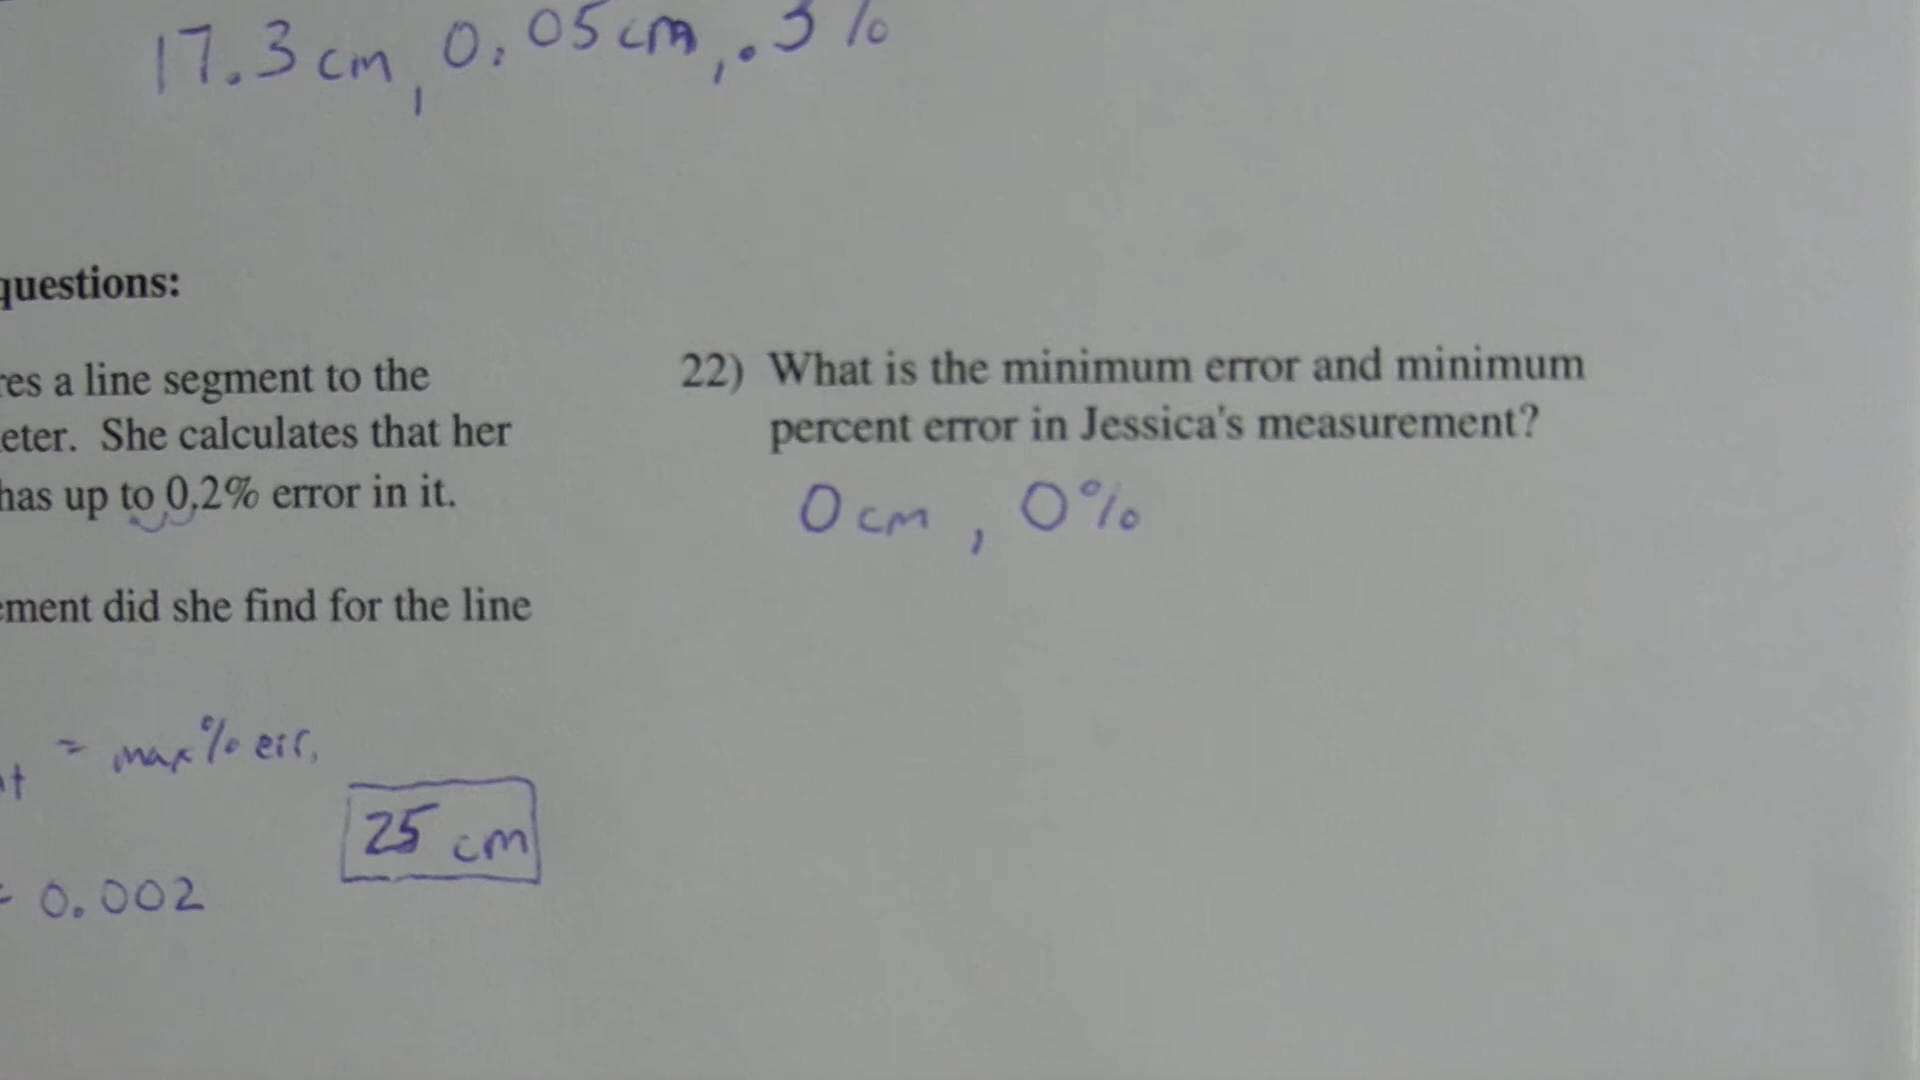 17.3 cm, 0.05 cm, .3%
questions:
res a line segment to the
eter. She calculates that her
has up to 0.2% error in it.
ement did she find for the line
= max % err.
25 cm
= 0.002
22) What is the minimum error and minimum
percent error in Jessica's measurement?
0 cm, 0%